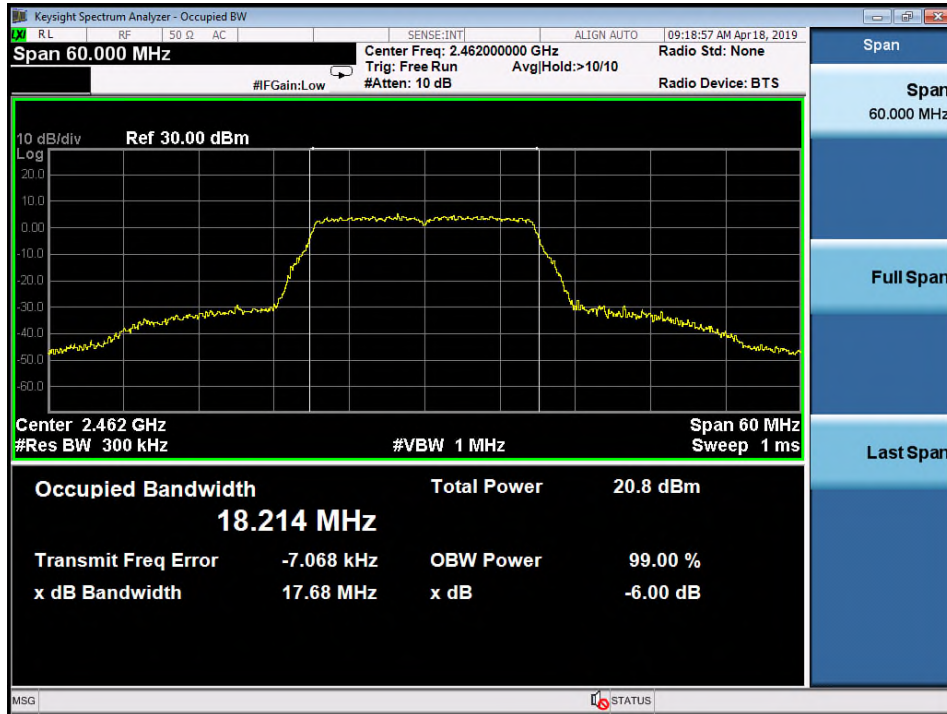 Keysight Spectrum Analyzer - Occupied BW
LXI RL RF 50 Ω AC SENSE:INT ALIGN AUTO 09:18:57 AM Apr 18, 2019
Span 60.000 MHz
Center Freq: 2.462000000 GHz
Radio Std: None
Trig: Free Run Avg|Hold:>10/10
#IFGain:Low
#Atten: 10 dB
Radio Device: BTS
10 dB/div Ref 30.00 dBm
Log
20.0
10.0
0.00
-10.0
-20.0
-30.0
-40.0
-50.0
-60.0
Center 2.462 GHz Span 60 MHz
#Res BW 300 kHz #VBW 1 MHz Sweep 1 ms
Occupied Bandwidth Total Power 20.8 dBm
18.214 MHz
Transmit Freq Error -7.068 kHz OBW Power 99.00 %
x dB Bandwidth 17.68 MHz x dB -6.00 dB
MSG STATUS
Span
Span
60.000 MHz
Full Span
Last Span